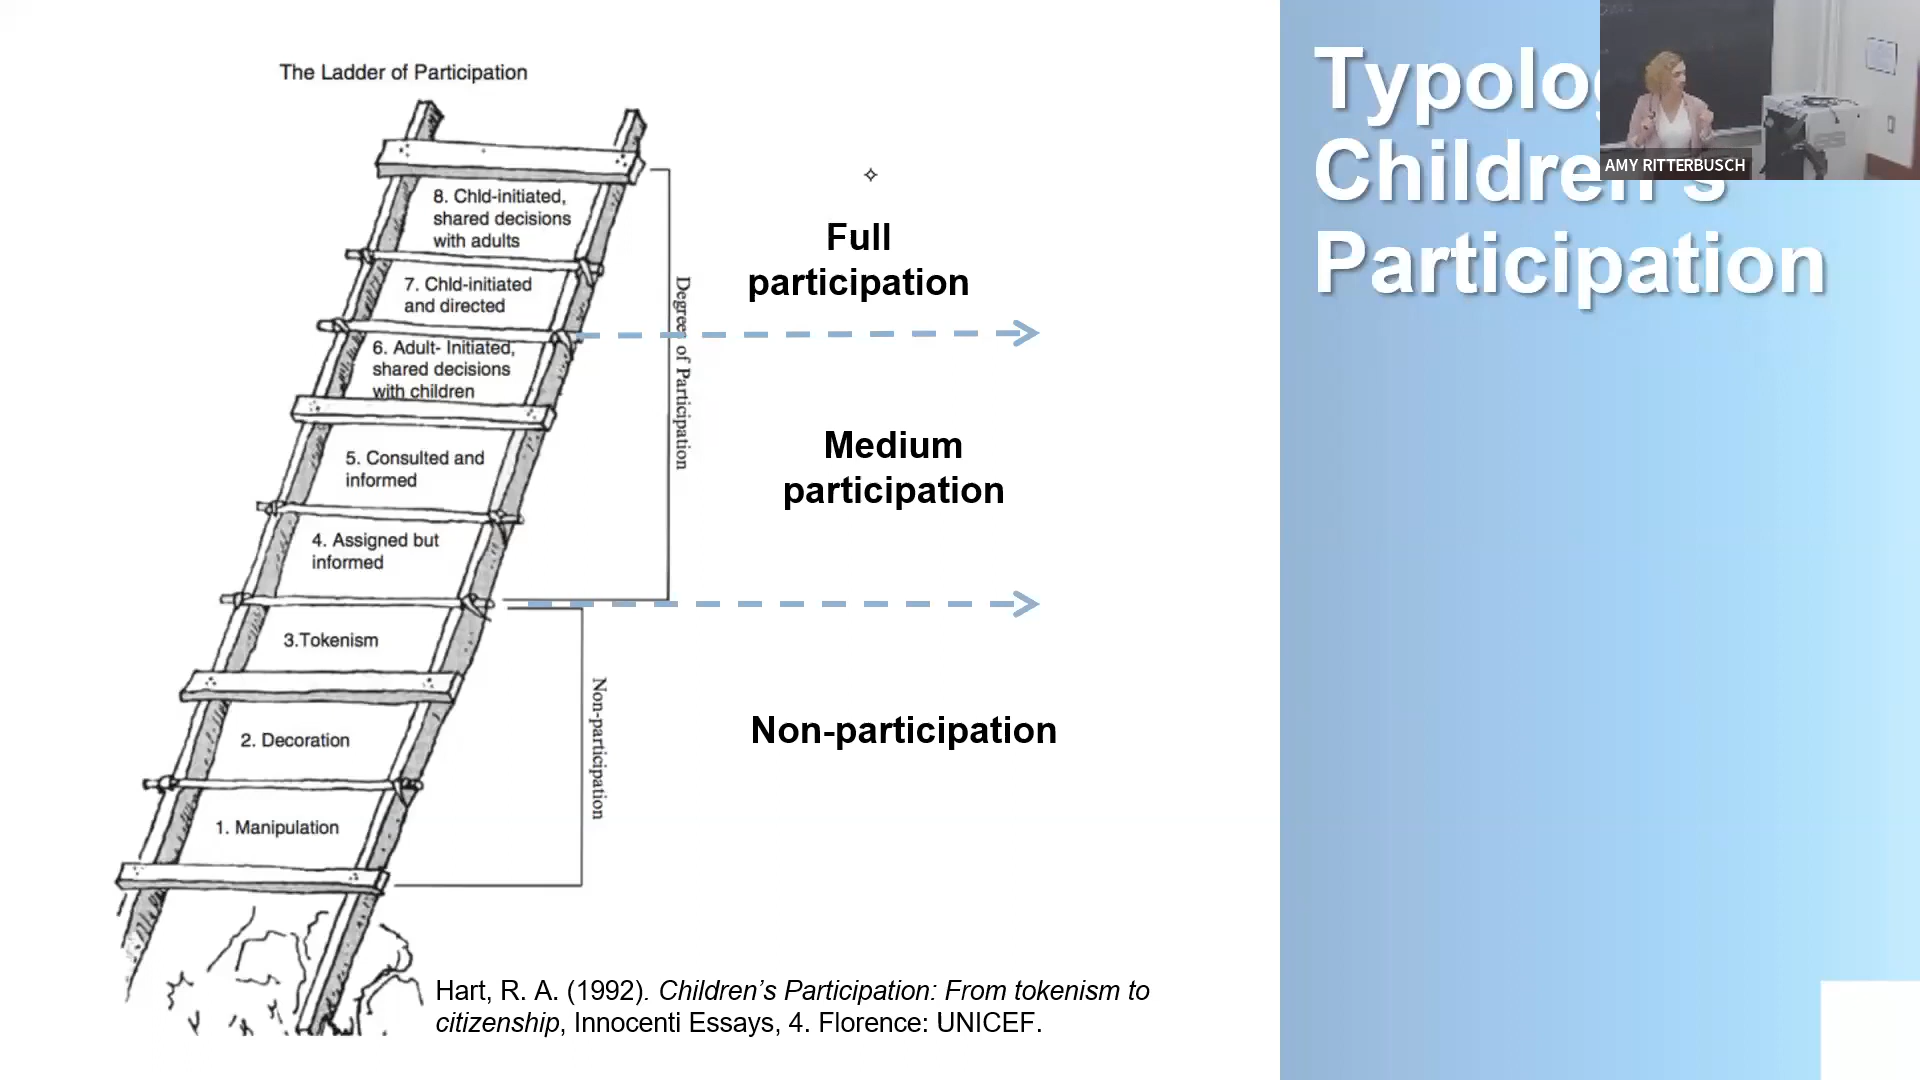 The Ladder of Participation
8. Chld-initiated,
shared decisions
with adults
7. Chld-initiated
and directed
6. Adult- Initiated,
shared decisions
with children
5. Consulted and
informed
4. Assigned but
informed
3.Tokenism
2. Decoration
1. Manipulation
Degree of Participation
Non-participation
Full
participation
Medium
participation
Non-participation
Hart, R. A. (1992). Children’s Participation: From tokenism to
citizenship, Innocenti Essays, 4. Florence: UNICEF.
Children's
Participation
AMY RITTERBUSCH